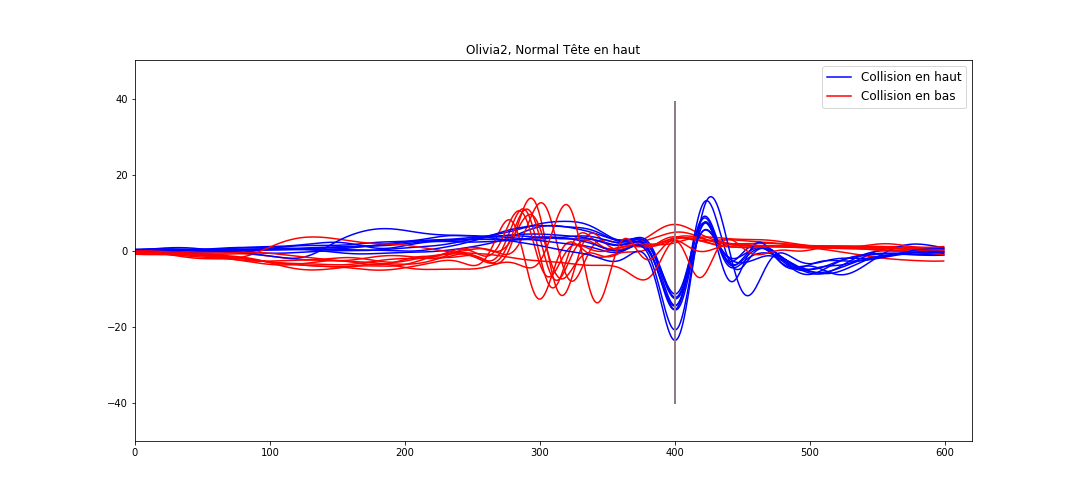 Olivia2, Normal Tête en haut
Collision en haut
Collision en bas
40
20
0
−20
−40
0 100 200 300 400 500 600